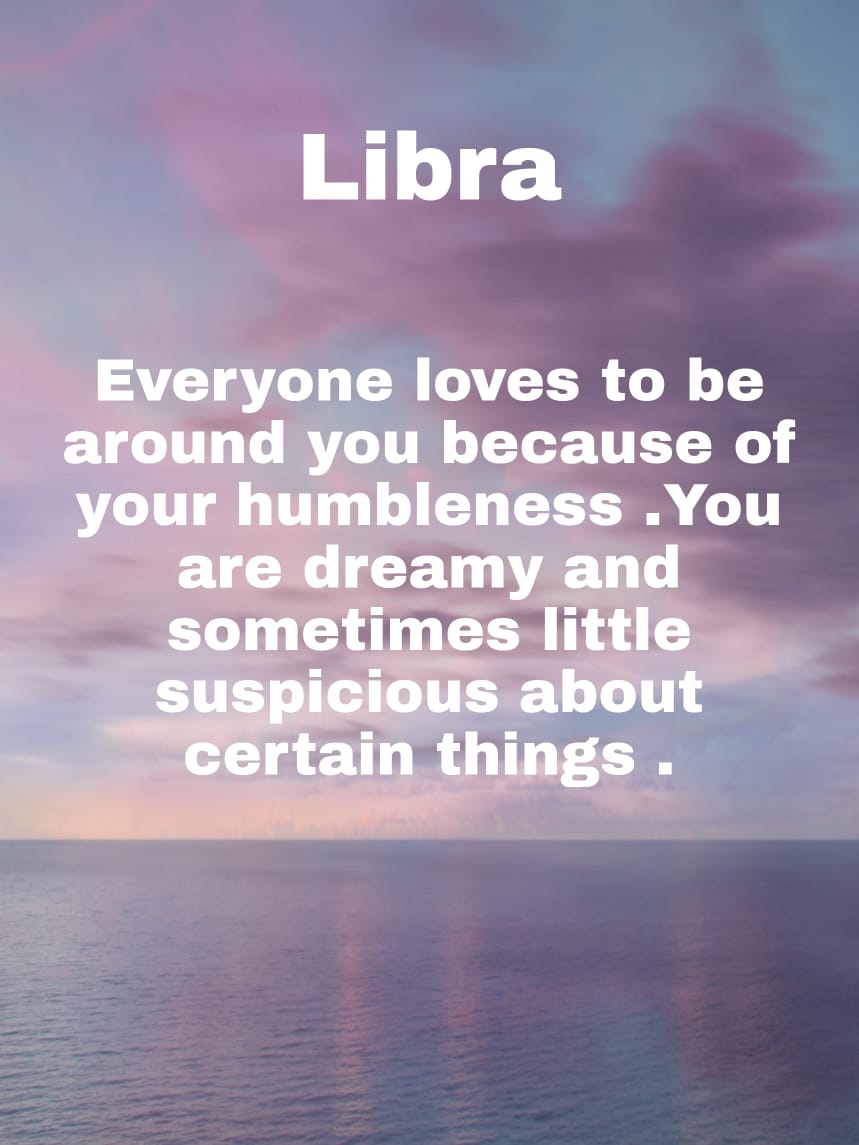 Libra
Everyone loves to be
around you because of
your humbleness .You
are dreamy and
sometimes little
suspicious about
certain things .